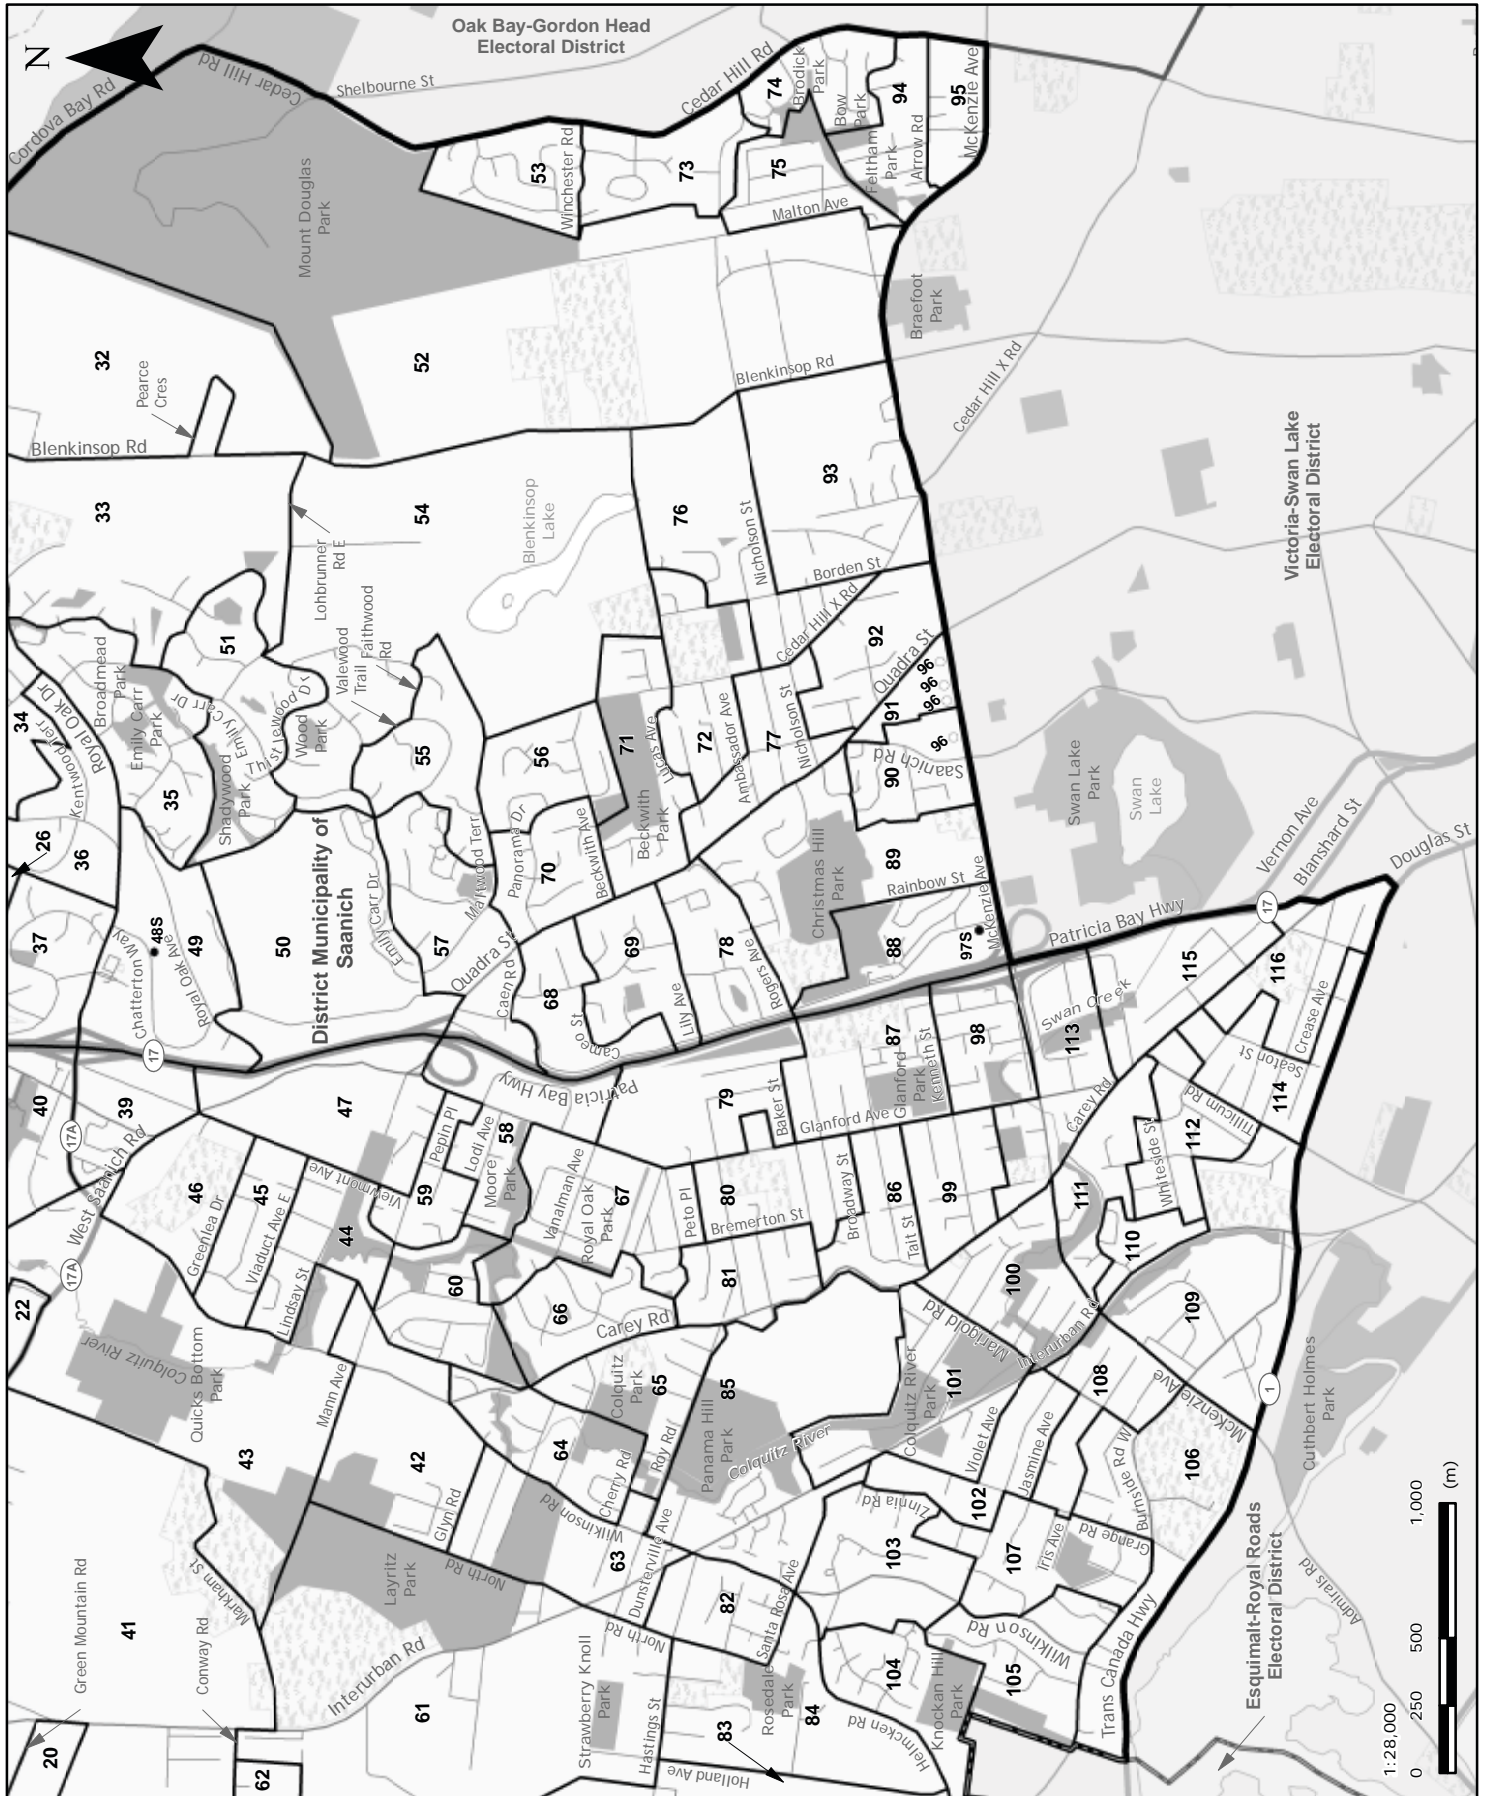 N
Oak Bay-Gordon Head
Electoral District
Cordova Bay Rd
Cedar Hill Rd
Shelbourne St
Cedar Hill Rd
74
Brodick
Park
Bow
Park
94
95
McKenzie Ave
Mount Douglas
Park
53
Winchester Rd
73
75
Feltham
Park
Arrow Rd
Malton Ave
Braefoot
Park
32
Pearce
Cres
52
Blenkinsop Rd
Cedar Hill X Rd
Blenkinsop Rd
33
54
Blenkinsop
Lake
76
93
Nicholson St
Borden St
Victoria-Swan Lake
Electoral District
Lohbrunner
Rd E
Valewood
Trail
Faithwood
Rd
51
34
Royal Oak Dr
Kentwood Terr
Broadmead
Park
Emily Carr
Park
Emily Carr Dr
Thistlewood Dr
Wood
Park
Shadywood
Park
35
55
56
71
Lucas Ave
72
Ambassador Ave
77
Nicholson St
Cedar Hill X Rd
92
Quadra St
91
96
96
96
96
Saanich Rd
90
Swan Lake
Park
Swan
Lake
26
36
District Municipality of
Saanich
Maltwood Terr
Panorama Dr
70
Beckwith Ave
Beckwith
Park
Christmas Hill
Park
89
Rainbow St
McKenzie Ave
Vernon Ave
Blanshard St
Douglas St
37
Chatterton Way
48S
Royal Oak Ave
49
50
Emily Carr Dr
57
Quadra St
Caen Rd
68
69
Cameo St
Lily Ave
78
Rogers Ave
88
97S
Patricia Bay Hwy
17
115
116
Crease Ave
17
40
39
17A
47
Patricia Bay Hwy
79
Baker St
87
Glanford
Park
Kenneth St
98
Swan Creek
113
Seaton St
114
Carey Rd
Tillicum Rd
112
Whiteside St
West Saanich Rd
17A
46
45
Greenlea Dr
Viaduct Ave E
Viewmont Ave
44
Lindsay St
59
Pepin Pl
Lodi Ave
58
Moore
Park
Vanalman Ave
Royal Oak
Park
67
Peto Pl
80
Bremerton St
Glanford Ave
Broadway St
86
Tait St
99
111
110
22
Colquitz River
Quicks Bottom
Park
60
66
Carey Rd
81
100
Marigold Rd
Interurban Rd
109
Mann Ave
43
42
Glyn Rd
64
Colquitz
Park
65
Roy Rd
Cherry Rd
85
Panama Hill
Park
Colquitz River
Colquitz River
Park
101
108
McKenzie Ave
1
Cuthbert Holmes
Park
Violet Ave
Jasmine Ave
Burnside Rd W
106
Green Mountain Rd
41
Markham St
Conway Rd
Layritz
Park
North Rd
Wilkinson Rd
63
Dunsterville Ave
82
Santa Rosa Ave
103
Zinnia Rd
102
107
Iris Ave
Grange Rd
Admirals Rd
Esquimalt-Royal Roads
Electoral District
20
62
Interurban Rd
61
Strawberry Knoll
Park
North Rd
Hastings St
83
Holland Ave
Rosedale
Park
84
104
Helmcken Rd
Knockan Hill
Park
Wilkinson Rd
105
Trans Canada Hwy
1:28,000
0
250
500
1,000
(m)